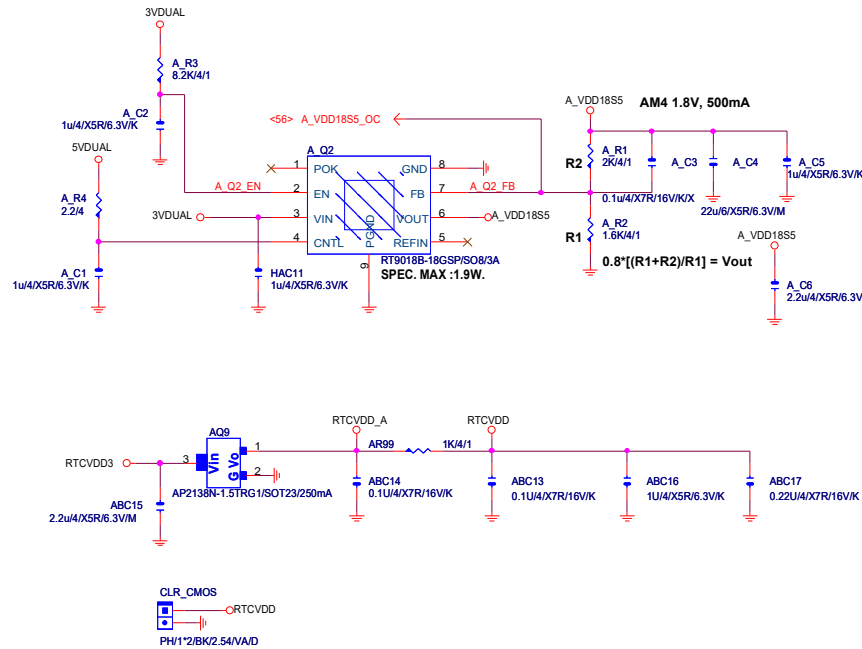 3VDUAL
A_R3
8.2K/4/1
A_C2
1u/4/X5R/6.3V/K
5VDUAL
A_R4
2.2/4
A_C1
1u/4/X5R/6.3V/K
<56> A_VDD18S5_OC
A_Q2
A_Q2_EN
3VDUAL
1 POK
2 EN
3 VIN
4 CNTL
GND 8
FB 7
VOUT 6
REFIN 5
PGND
9
A_Q2_FB
A_VDD18S5
HAC11
1u/4/X5R/6.3V/K
RT9018B-18GSP/SO8/3A
SPEC. MAX :1.9W.
A_VDD18S5
AM4 1.8V, 500mA
R2
A_R1
2K/4/1
A_C3
0.1u/4/X7R/16V/K/X
A_C4
22u/6/X5R/6.3V/M
A_C5
1u/4/X5R/6.3V/K
R1
A_R2
1.6K/4/1
0.8*[(R1+R2)/R1] = Vout
A_VDD18S5
A_C6
2.2u/4/X5R/6.3V
RTCVDD3
ABC15
2.2u/4/X5R/6.3V/M
AQ9
3
Vin
G Vo
1
2
AP2138N-1.5TRG1/SOT23/250mA
RTCVDD_A
AR99
1K/4/1
RTCVDD
ABC14
0.1U/4/X7R/16V/K
ABC13
0.1U/4/X7R/16V/K
ABC16
1U/4/X5R/6.3V/K
ABC17
0.22U/4/X7R/16V/K
CLR_CMOS
RTCVDD
PH/1*2/BK/2.54/VA/D